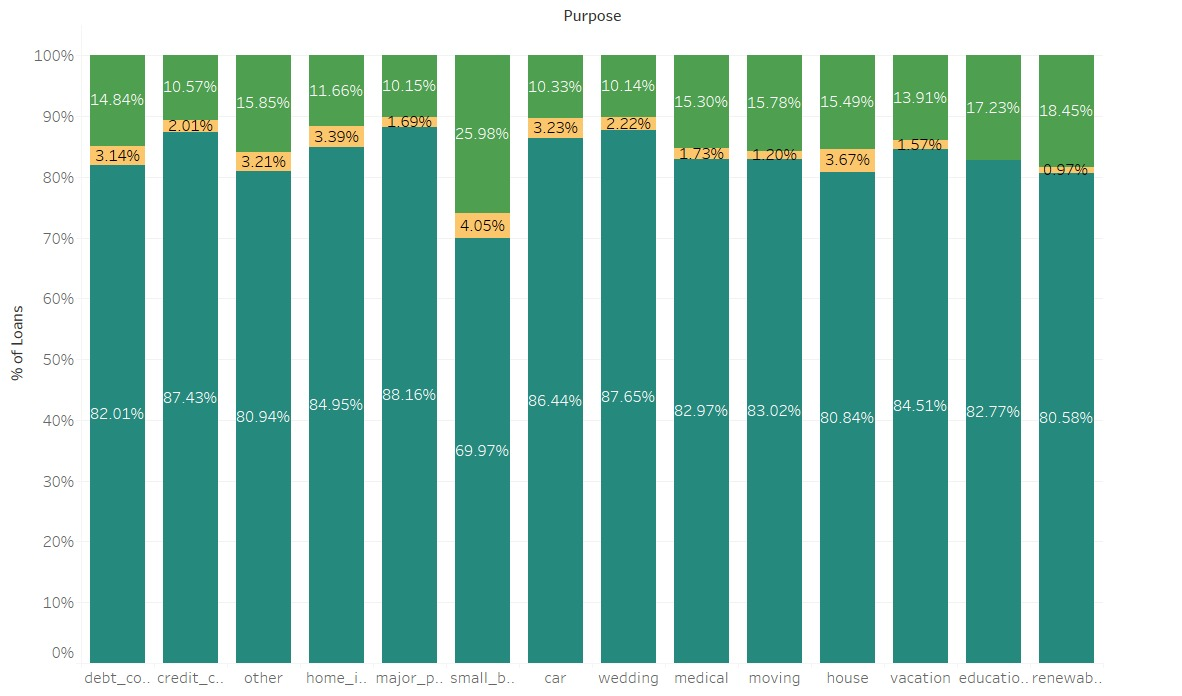 Purpose
100%
14.84% 10.57% 15.85% 11.66% 10.15% 25.98% 10.33% 10.14% 15.30% 15.78% 15.49% 13.91% 17.23% 18.45%
90%
3.14% 2.01% 3.21% 3.39% 1.69% 4.05% 3.23% 2.22% 1.73% 1.20% 3.67% 1.57% 0.97%
80%
70%
60%
50%
82.01% 87.43% 80.94% 84.95% 88.16% 69.97% 86.44% 87.65% 82.97% 83.02% 80.84% 84.51% 82.77% 80.58%
40%
30%
20%
10%
0%
% of Loans
debt_co.. credit_c.. other home_i.. major_p.. small_b.. car wedding medical moving house vacation educatio.. renewab..